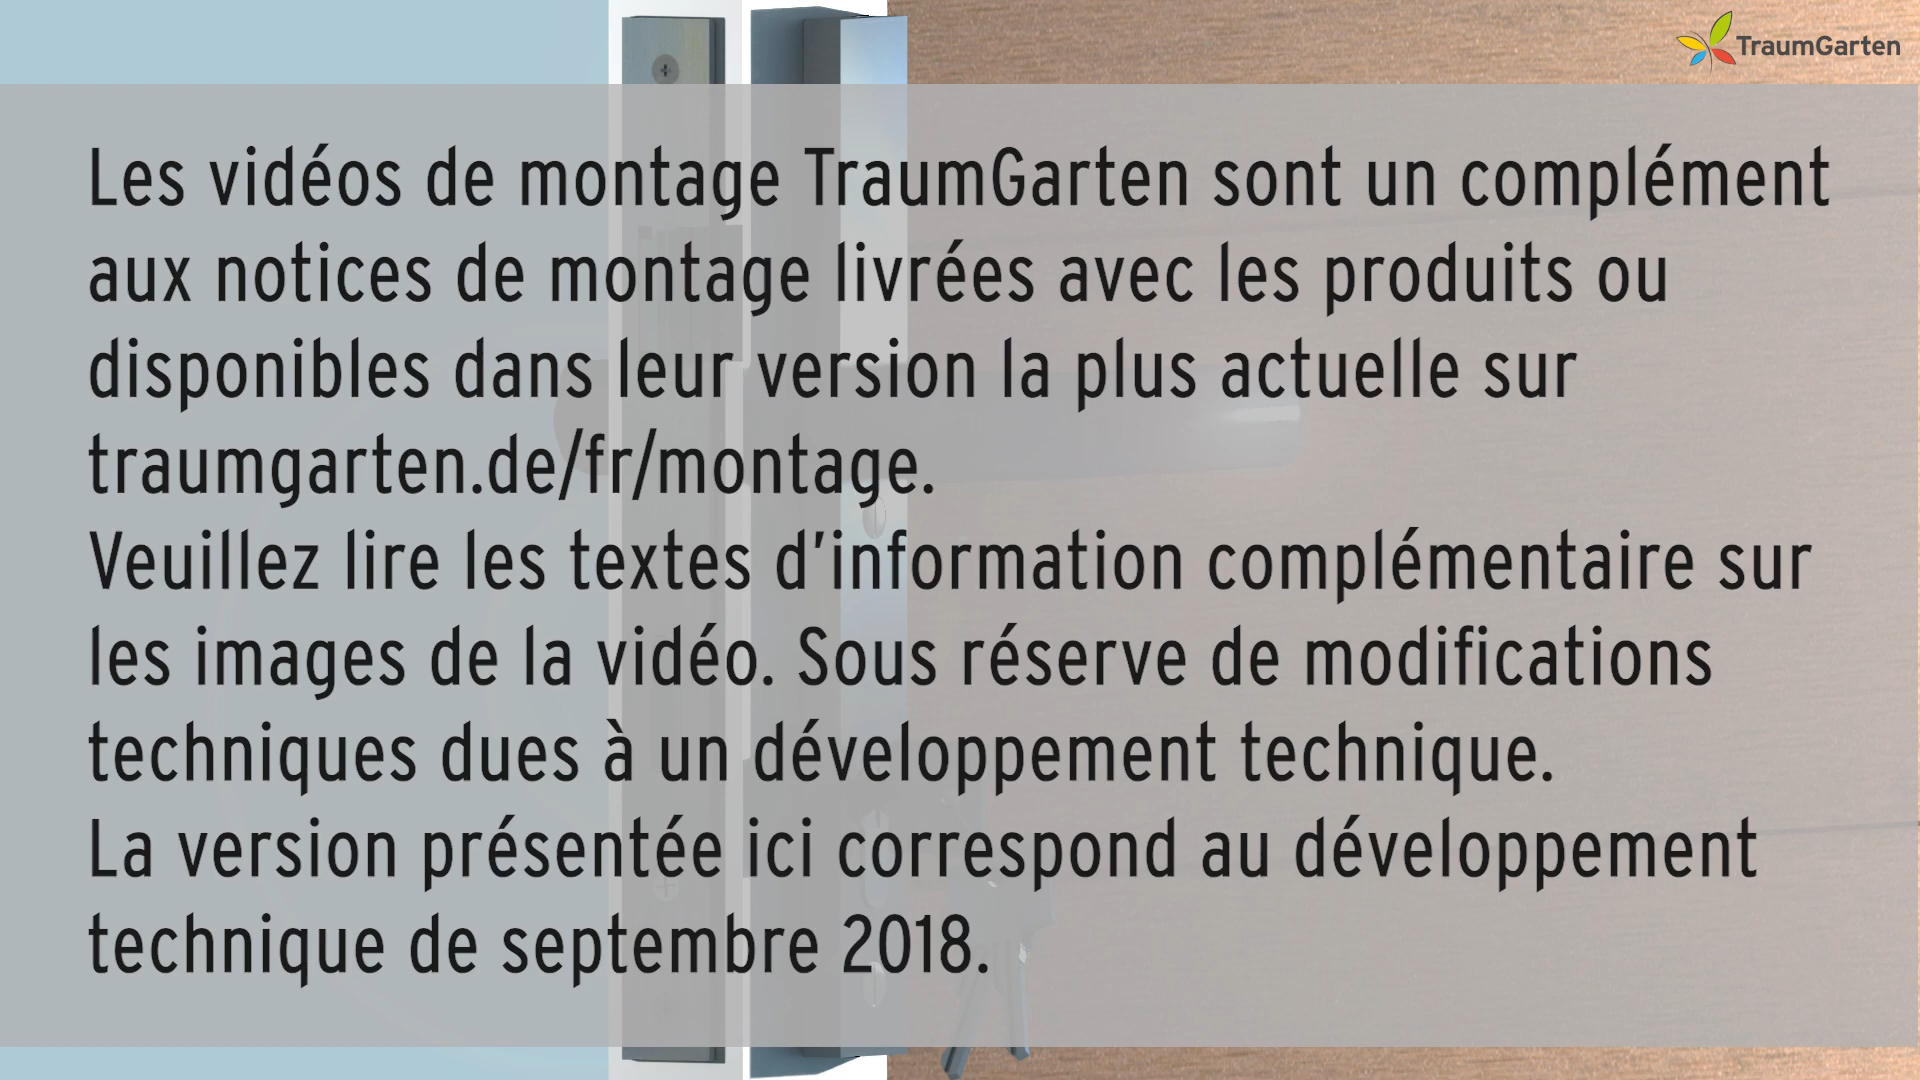 TraumGarten
Les vidéos de montage TraumGarten sont un complément
aux notices de montage livrées avec les produits ou
disponibles dans leur version la plus actuelle sur
traumgarten.de/fr/montage.
Veuillez lire les textes d'information complémentaire sur
les images de la vidéo. Sous réserve de modifications
techniques dues à un développement technique.
La version présentée ici correspond au développement
technique de septembre 2018.